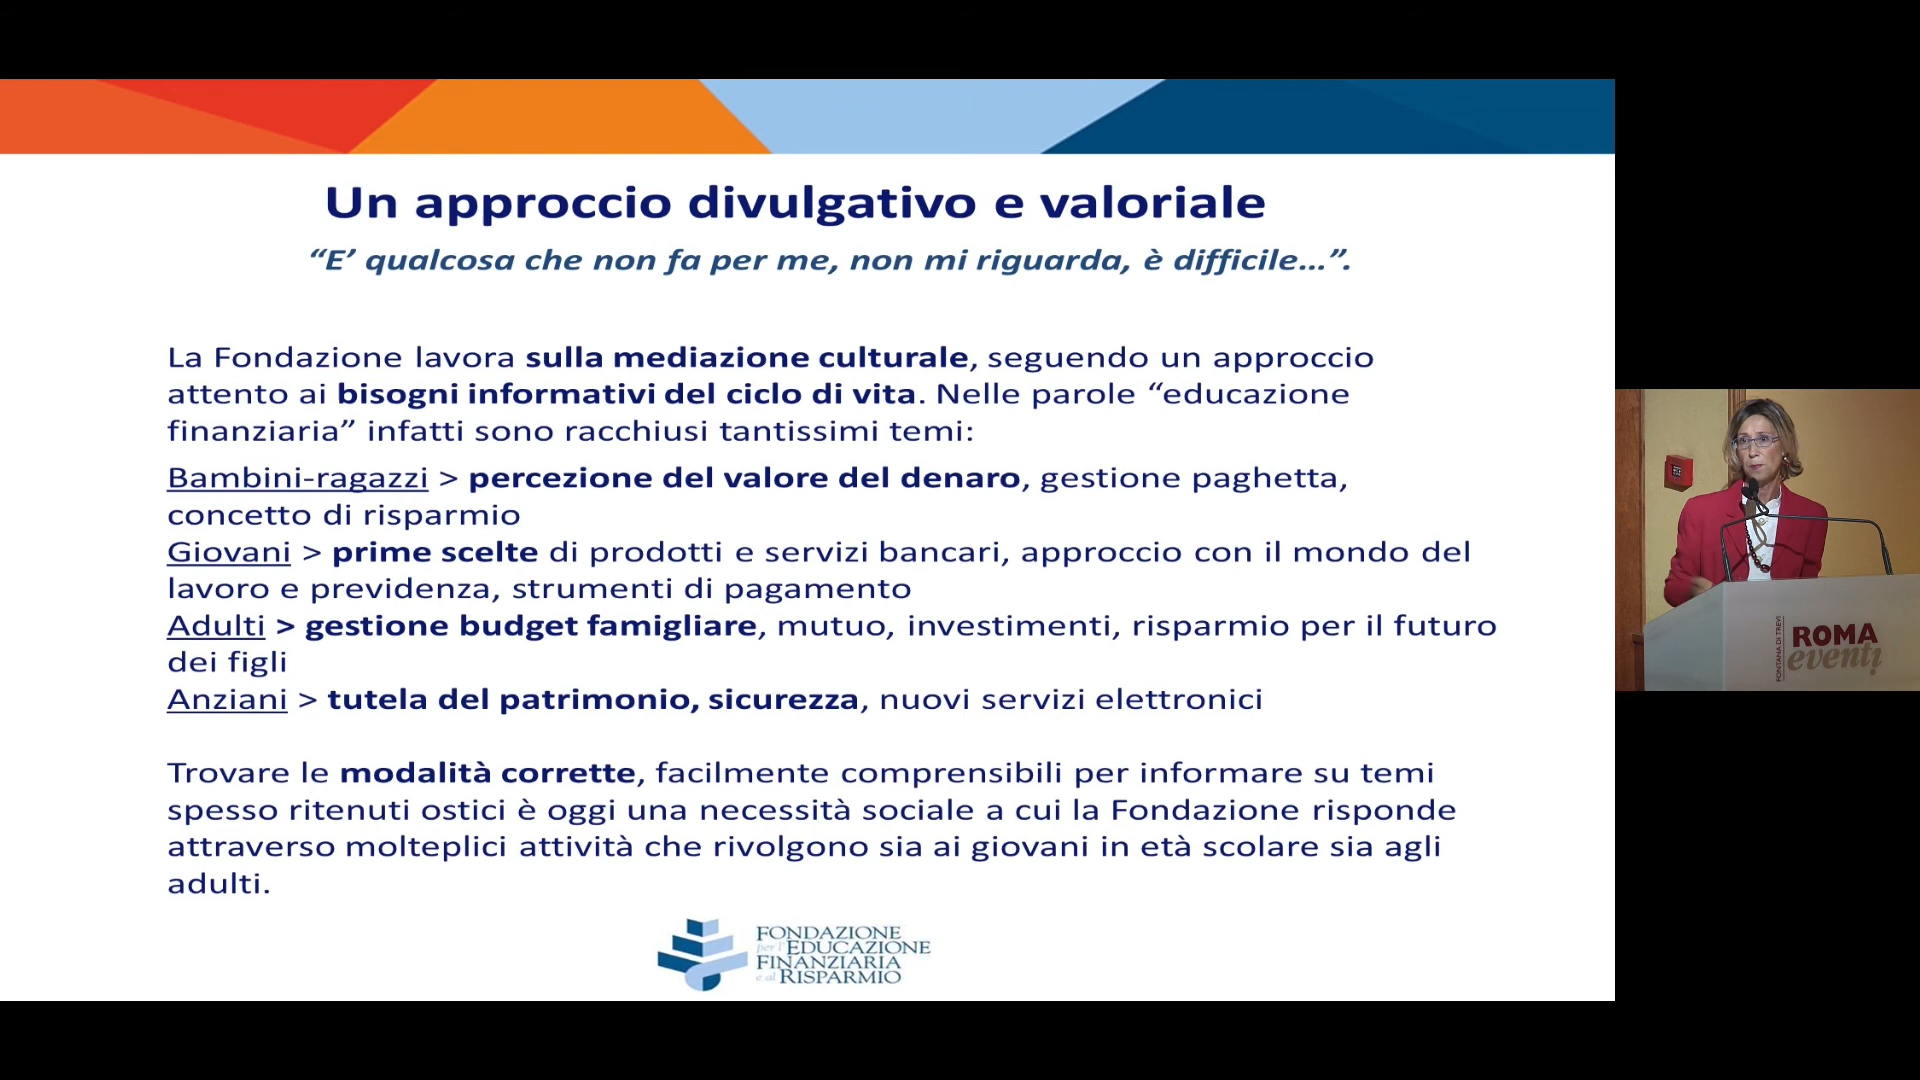 Un approccio divulgativo e valoriale
“E’ qualcosa che non fa per me, non mi riguarda, è difficile…”.
La Fondazione lavora sulla mediazione culturale, seguendo un approccio
attento ai bisogni informativi del ciclo di vita. Nelle parole “educazione
finanziaria” infatti sono racchiusi tantissimi temi:
Bambini-ragazzi > percezione del valore del denaro, gestione paghetta,
concetto di risparmio
Giovani > prime scelte di prodotti e servizi bancari, approccio con il mondo del
lavoro e previdenza, strumenti di pagamento
Adulti > gestione budget famigliare, mutuo, investimenti, risparmio per il futuro
dei figli
Anziani > tutela del patrimonio, sicurezza, nuovi servizi elettronici
Trovare le modalità corrette, facilmente comprensibili per informare su temi
spesso ritenuti ostici è oggi una necessità sociale a cui la Fondazione risponde
attraverso molteplici attività che rivolgono sia ai giovani in età scolare sia agli
adulti.
FONDAZIONE
per l'EDUCAZIONE
FINANZIARIA
e al RISPARMIO
FONTANA DI TREVI
ROMA
eventi